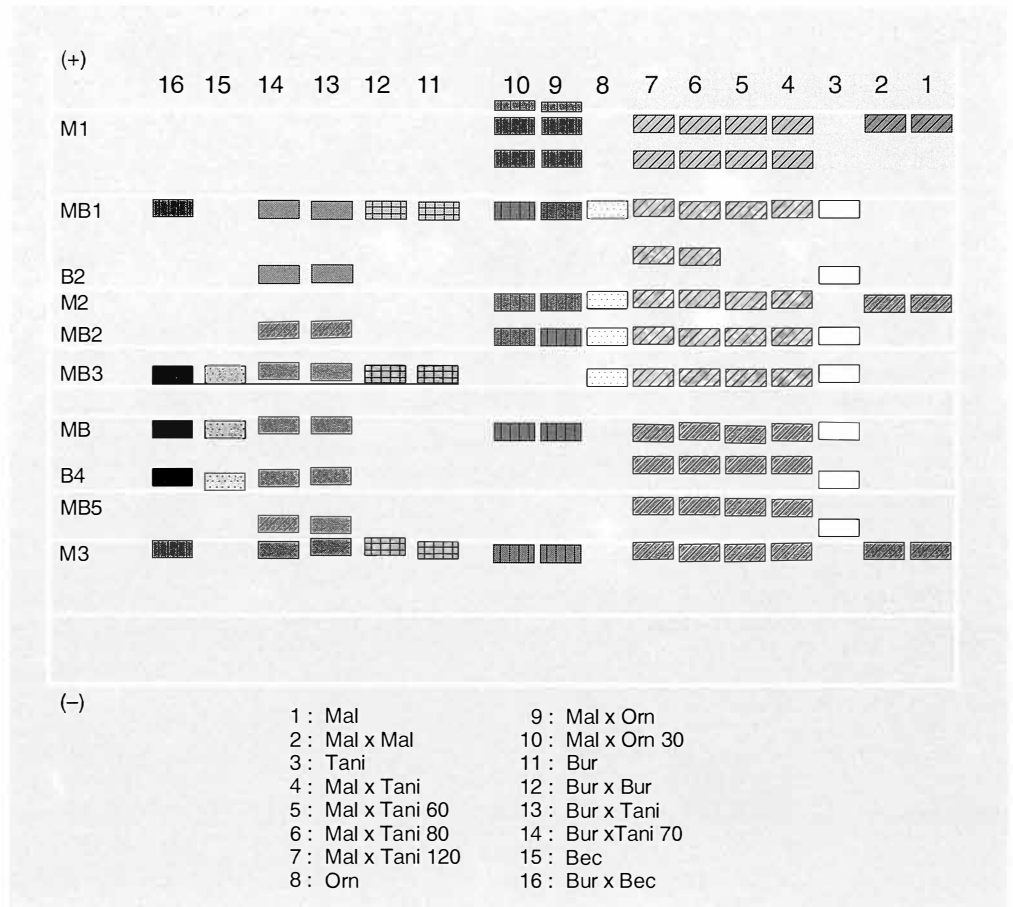 (+)
16 15 14 13 12 11 10 9 8 7 6 5 4 3 2 1
M1
MB1
B2
M2
MB2
MB3
MB
B4
MB5
M3
(–)
1 : Mal
2 : Mal x Mal
3 : Tani
4 : Mal x Tani
5 : Mal x Tani 60
6 : Mal x Tani 80
7 : Mal x Tani 120
8 : Orn
9 : Mal x Orn
10 : Mal x Orn 30
11 : Bur
12 : Bur x Bur
13 : Bur x Tani
14 : Bur xTani 70
15 : Bec
16 : Bur x Bec